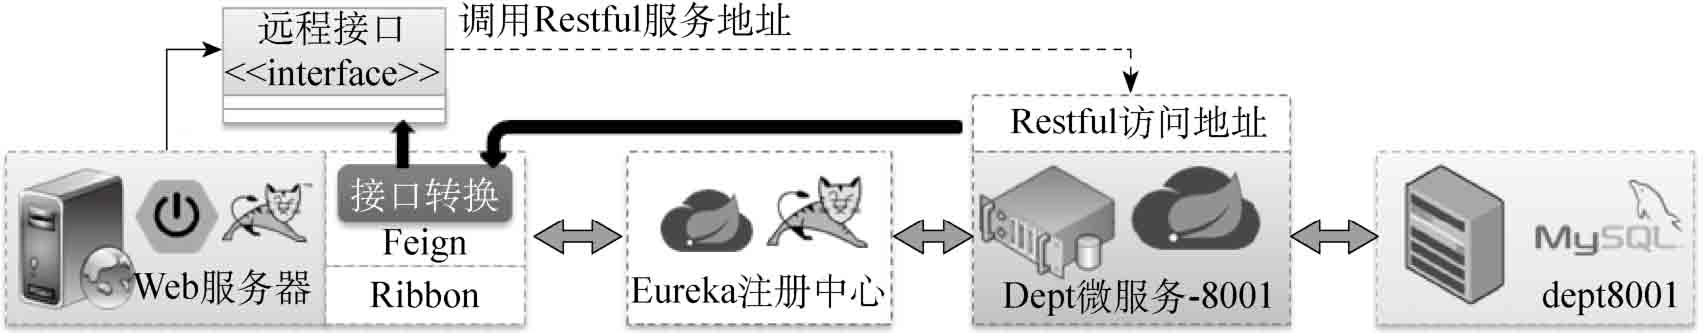 远程接口
<<interface>>
调用Restful服务地址
Restful访问地址
接口转换
Feign
Ribbon
Web服务器
Eureka注册中心
Dept微服务-8001
MySQL
dept8001